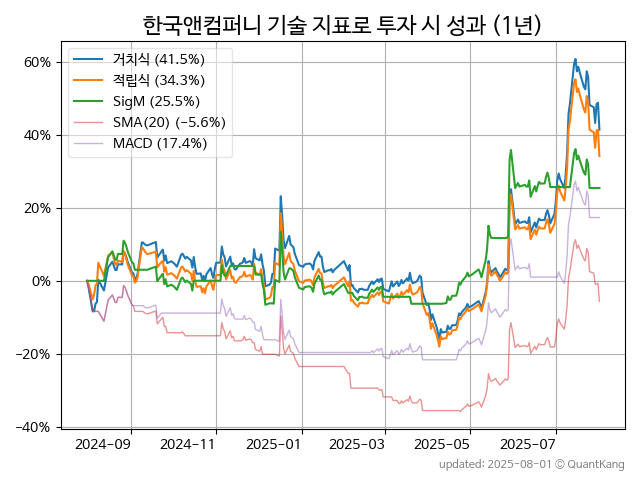 한국앤컴퍼니 기술 지표로 투자 시 성과 (1년)
거치식 (41.5%)
적립식 (34.3%)
SigM (25.5%)
SMA(20) (-5.6%)
MACD (17.4%)
60%
40%
20%
0%
-20%
-40%
2024-09 2024-11 2025-01 2025-03 2025-05 2025-07
updated: 2025-08-01 © QuantKang